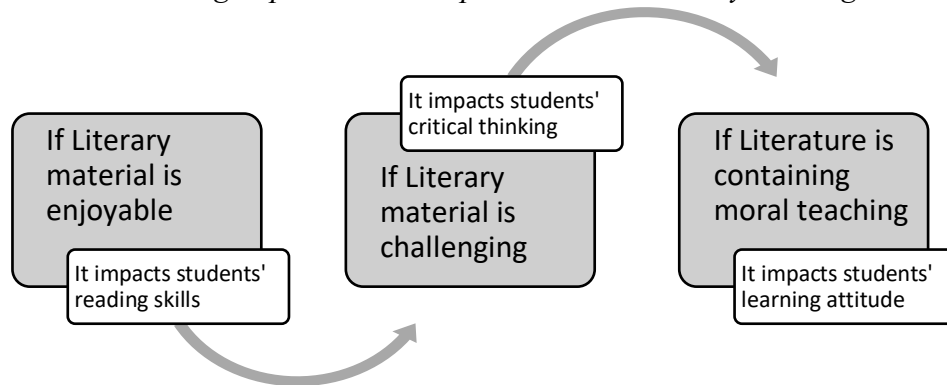 If Literary
material is
enjoyable
It impacts students'
reading skills
It impacts students'
critical thinking
If Literary
material is
challenging
If Literature is
containing
moral teaching
It impacts students'
learning attitude